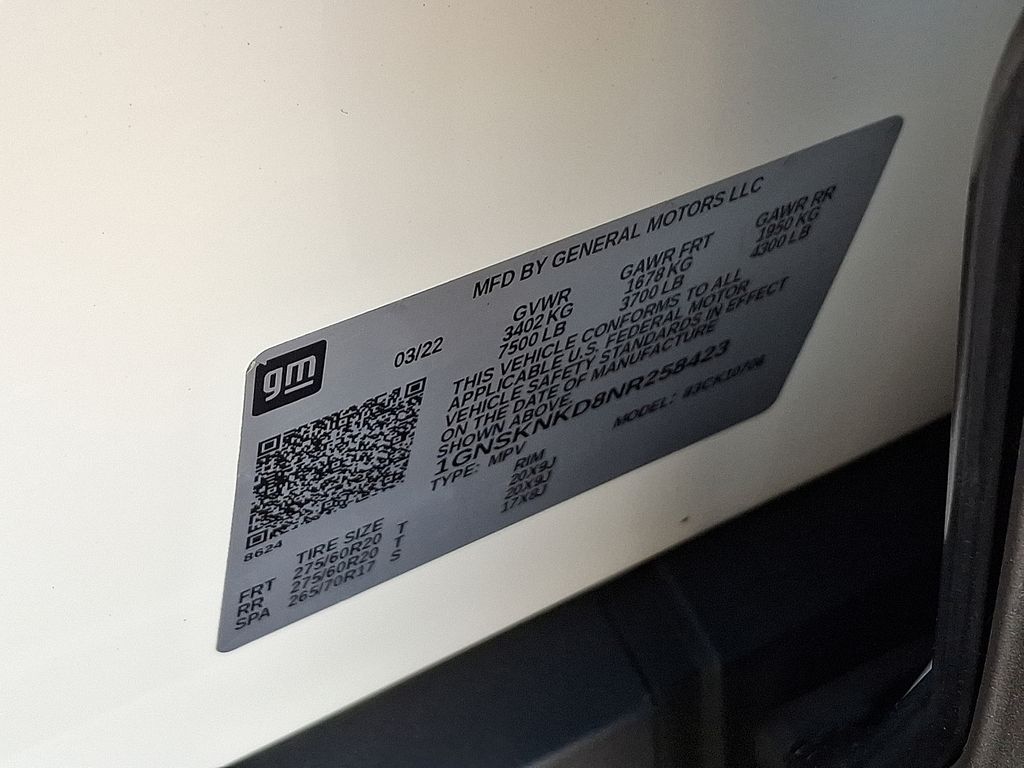 gm
MFD BY GENERAL MOTORS LLC
03/22
GVWR GAWR FRT GAWR RR
3402 KG 1678 KG 1950 KG
7500 LB 3700 LB 4300 LB
THIS VEHICLE CONFORMS TO ALL
APPLICABLE U.S. FEDERAL MOTOR
VEHICLE SAFETY STANDARDS IN EFFECT
ON THE DATE OF MANUFACTURE
SHOWN ABOVE.
1GNSKNKD8NR258423
TYPE: MPV MODEL: #3CK10706
8624
TIRE SIZE RIM
FRT 275/60R20 T 20X9J
RR 275/60R20 T 20X9J
SPA 265/70R17 S 17X8J